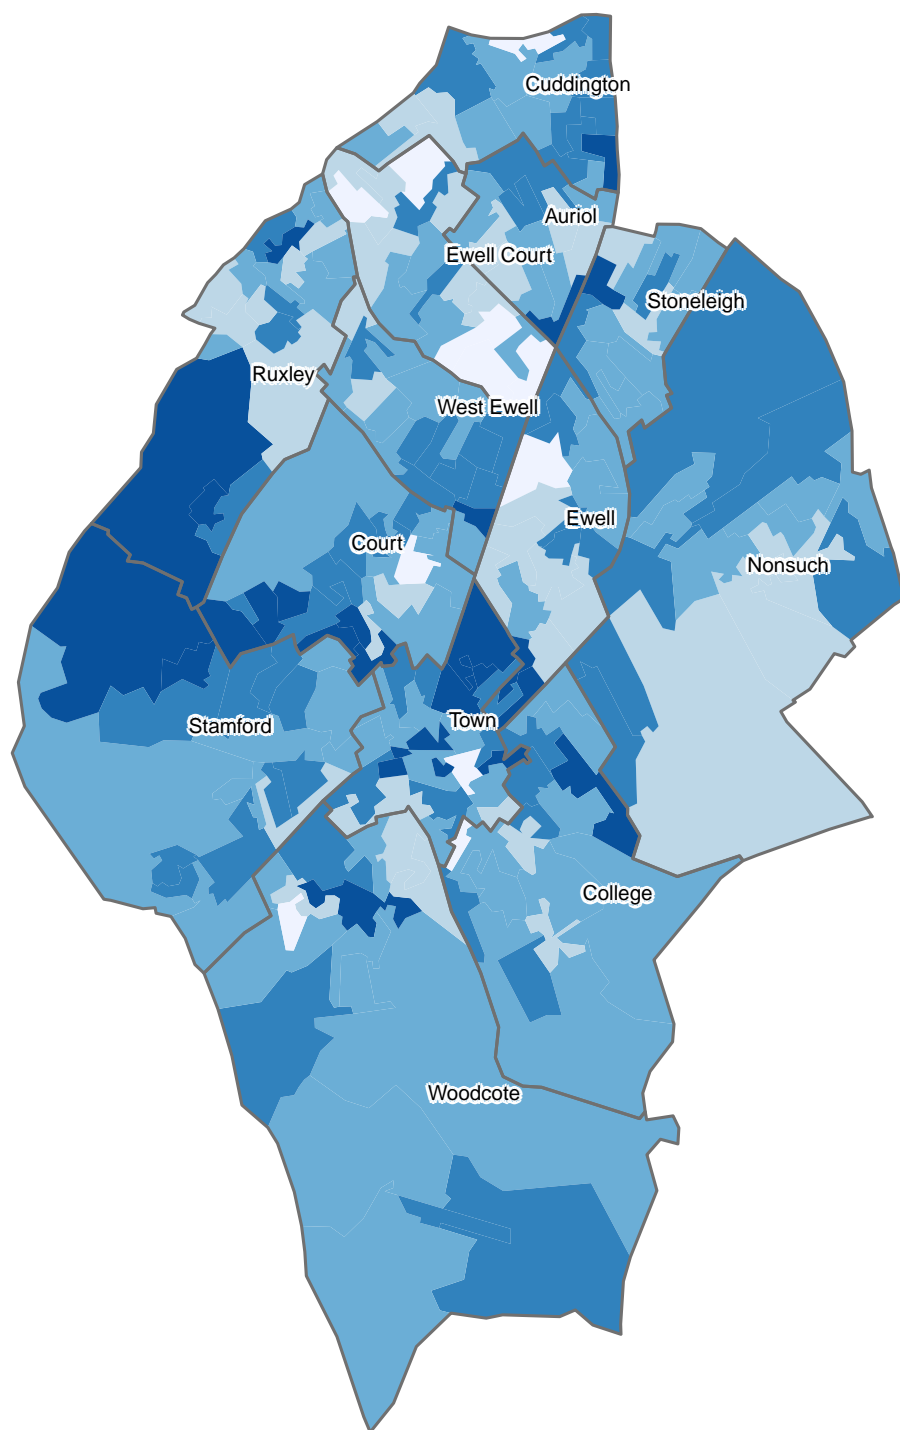 Cuddington
Auriol
Ewell Court
Stoneleigh
Ruxley
West Ewell
Ewell
Court
Nonsuch
Stamford
Town
College
Woodcote